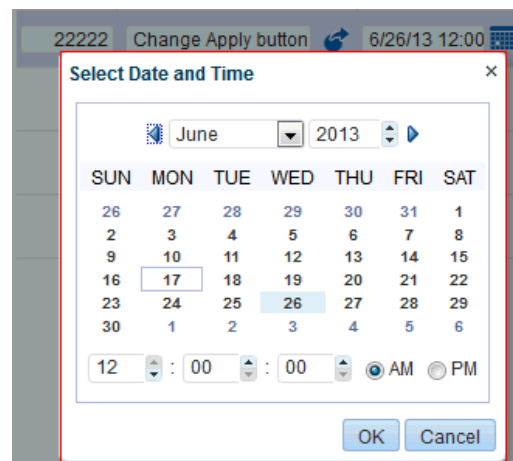 22222 Change Apply button 6/26/13 12:00
Select Date and Time ×
June 2013
SUN MON TUE WED THU FRI SAT
26 27 28 29 30 31 1
2 3 4 5 6 7 8
9 10 11 12 13 14 15
16 17 18 19 20 21 22
23 24 25 26 27 28 29
30 1 2 3 4 5 6
12 : 00 : 00 AM PM
OK Cancel